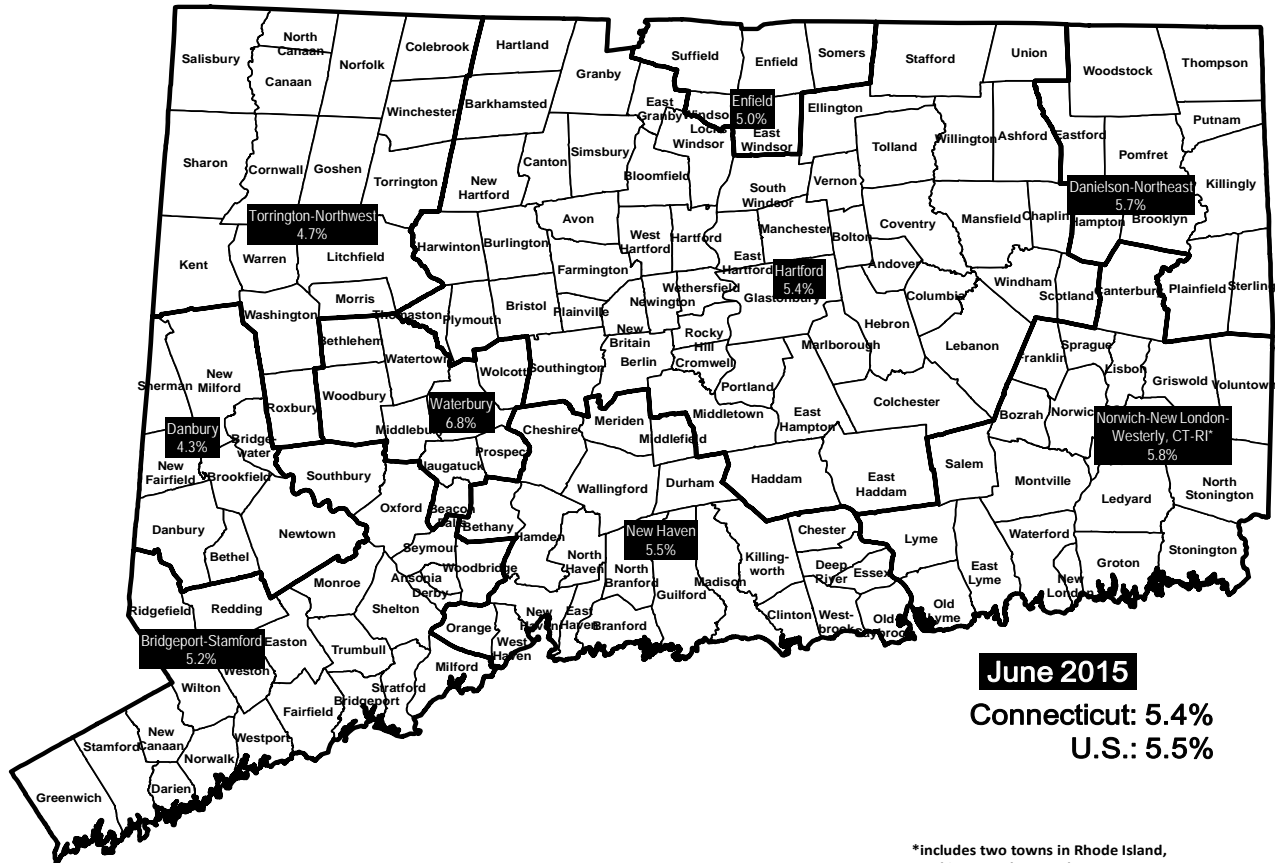 Salisbury
North
Canaan
Canaan
Norfolk
Colebrook
Hartland
Granby
Suffield
Enfield
Somers
Stafford
Union
Woodstock
Thompson
Winchester
Barkhamsted
East
Granby
Windsor
Locks
Windsor
Enfield
5.0%
East
Windsor
Ellington
Tolland
Willington
Ashford
Eastford
Putnam
Pomfret
Killingly
Sharon
Cornwall
Goshen
Torrington
New
Hartford
Canton
Simsbury
Bloomfield
South
Windsor
Vernon
Torrington-Northwest
4.7%
Danielson-Northeast
5.7%
Hampton
Brooklyn
Kent
Warren
Litchfield
Harwinton
Burlington
Avon
West
Hartford
Hartford
East
Hartford
Manchester
Bolton
Coventry
Mansfield
Chaplin
Andover
Hartford
5.4%
Glastonbury
Farmington
Wethersfield
Newington
Columbia
Windham
Scotland
Canterbury
Plainfield
Sterling
Washington
Morris
Thomaston
Plymouth
Bristol
Plainville
New
Britain
Berlin
Rocky
Hill
Cromwell
Marlborough
Hebron
Lebanon
Franklin
Sprague
Lisbon
Griswold
Voluntown
Bethlehem
Watertown
Wolcott
Southington
Sherman
New
Milford
Roxbury
Woodbury
Waterbury
6.8%
Middlebury
Portland
Middletown
East
Hampton
Colchester
Bozrah
Norwich
Norwich-New London-
Westerly, CT-RI*
5.8%
Danbury
4.3%
Bridge-
water
New
Fairfield
Brookfield
Southbury
Naugatuck
Prospect
Cheshire
Meriden
Middlefield
Wallingford
Durham
Haddam
East
Haddam
Salem
Montville
Ledyard
North
Stonington
Danbury
Bethel
Newtown
Oxford
Beacon
Falls
Bethany
Seymour
Woodbridge
Hamden
North
Haven
New Haven
5.5%
North
Branford
Guilford
Madison
Killing-
worth
Chester
Deep
River
Essex
Lyme
East
Lyme
Waterford
New
London
Groton
Stonington
Ridgefield
Redding
Monroe
Ansonia
Derby
Shelton
Orange
West
Haven
New
Haven
East
Haven
Branford
Clinton
West-
brook
Old
Saybrook
Old
Lyme
Bridgeport-Stamford
5.2%
Weston
Easton
Trumbull
Milford
Wilton
Fairfield
Bridgeport
Stratford
Stamford
New
Canaan
Norwalk
Westport
Greenwich
Darien
June 2015
Connecticut: 5.4%
U.S.: 5.5%
*includes two towns in Rhode Island,